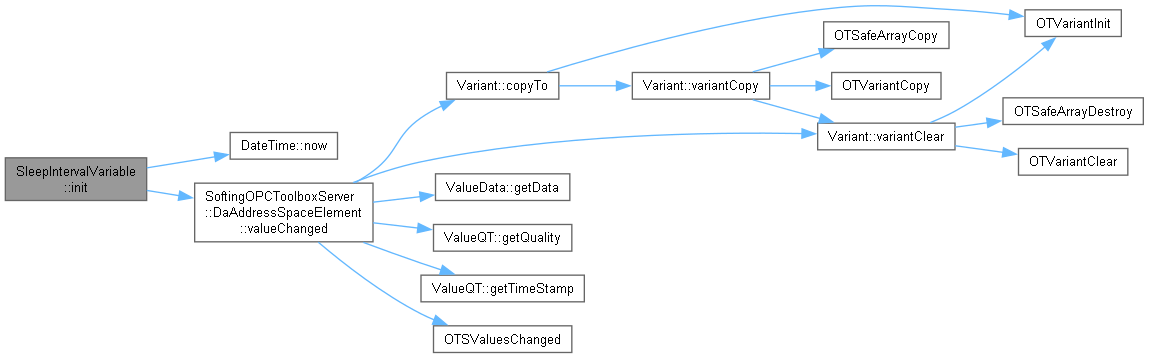 SleepIntervalVariable
::init
DateTime::now
SoftingOPCToolboxServer
::DaAddressSpaceElement
::valueChanged
Variant::copyTo
ValueData::getData
ValueQT::getQuality
ValueQT::getTimeStamp
OTSValuesChanged
Variant::variantCopy
OTSafeArrayCopy
OTVariantCopy
Variant::variantClear
OTVariantInit
OTSafeArrayDestroy
OTVariantClear